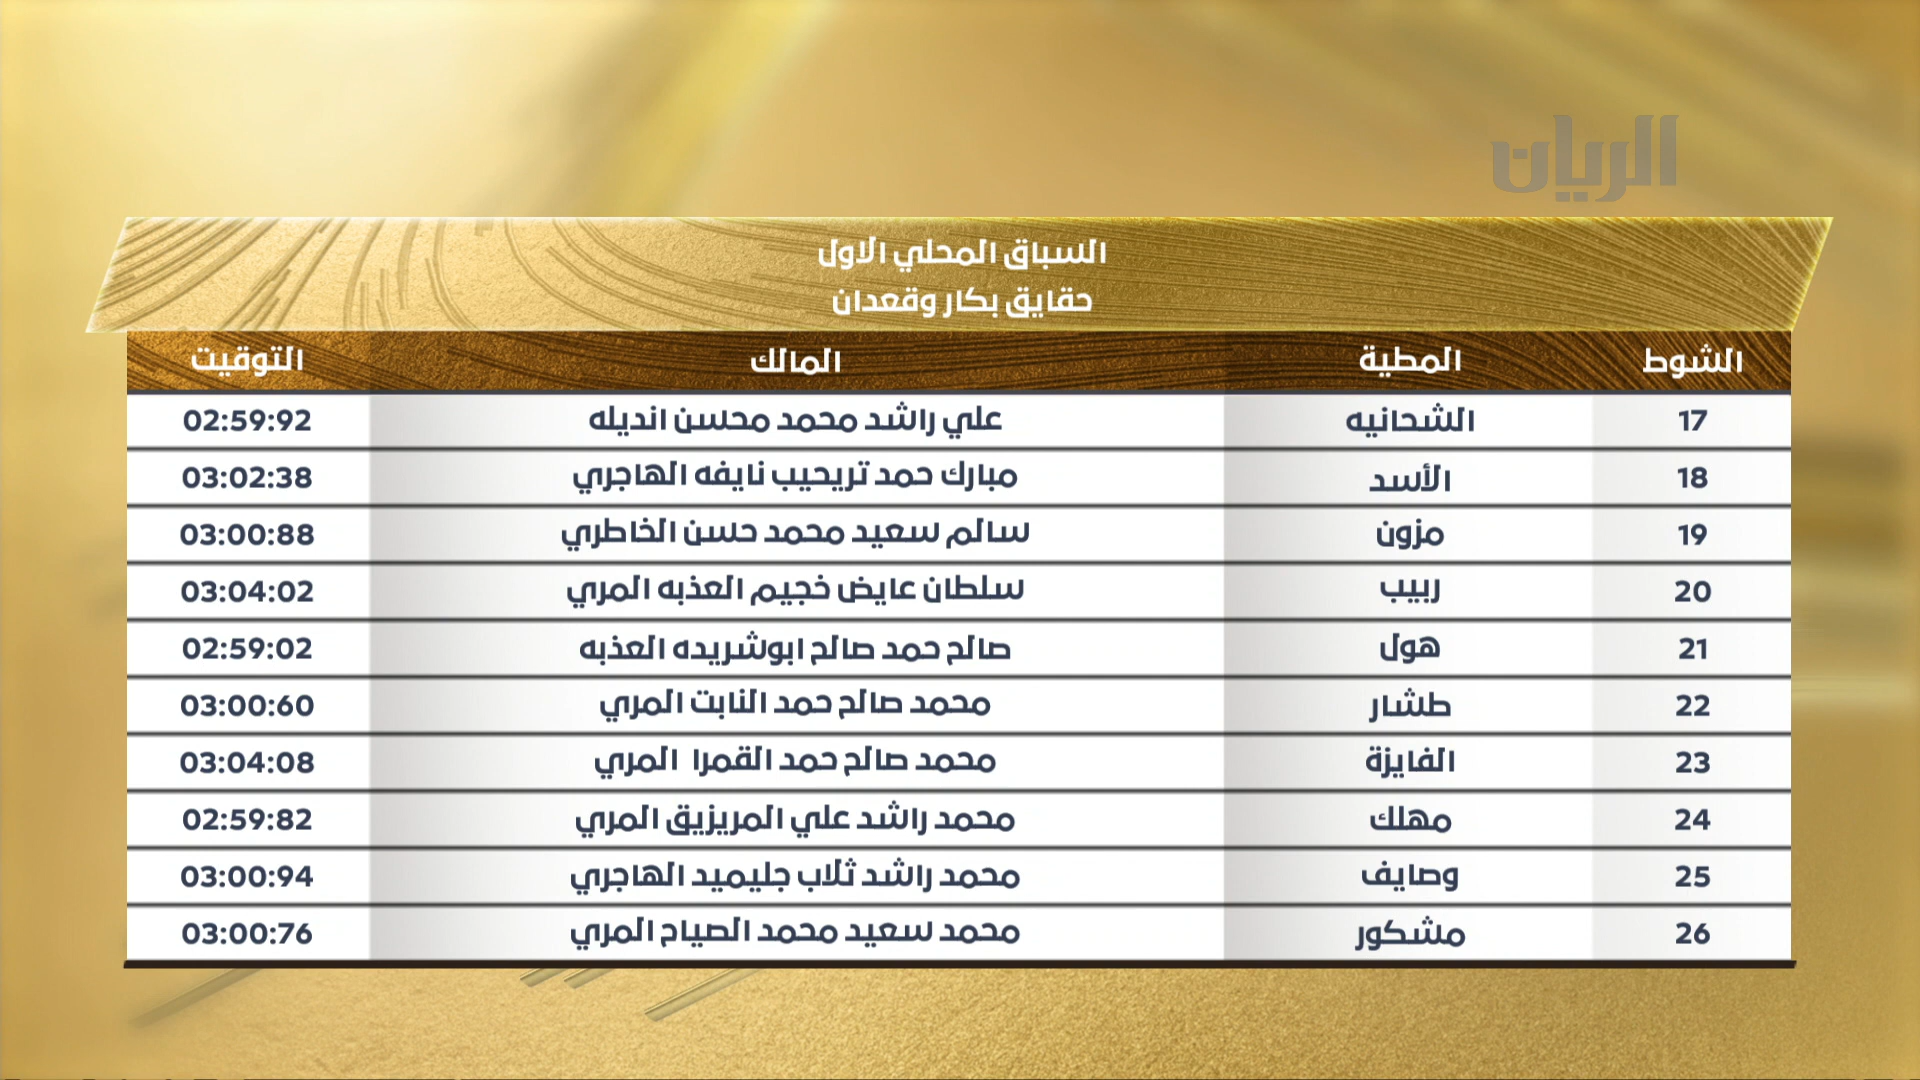 الريان
السباق المحلي الاول
حقايق بكار وقعدان
الشوط المطية المالك التوقيت
17 الشحانيه علي راشد محمد محسن انديله 02:59:92
18 الأسد مبارك حمد تريحيب نايفه الهاجري 03:02:38
19 مزون سالم سعيد محمد حسن الخاطري 03:00:88
20 ربيب سلطان عايض خجيم العذبه المري 03:04:02
21 هول صالح حمد صالح ابوشريده العذبه 02:59:02
22 طشار محمد صالح حمد النابت المري 03:00:60
23 الفايزة محمد صالح حمد القمرا المري 03:04:08
24 مهلك محمد راشد علي المريزيق المري 02:59:82
25 وصايف محمد راشد ثلاب جليميد الهاجري 03:00:94
26 مشكور محمد سعيد محمد الصياح المري 03:00:76